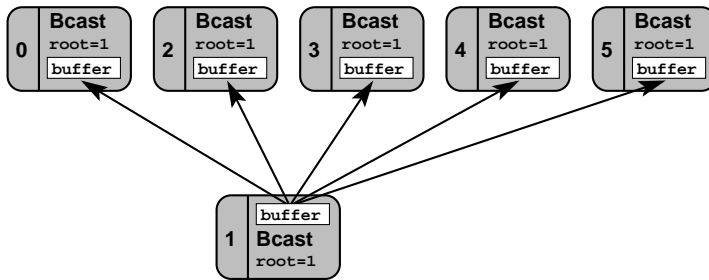 0
Bcast
root=1
buffer
2
Bcast
root=1
buffer
3
Bcast
root=1
buffer
4
Bcast
root=1
buffer
5
Bcast
root=1
buffer
1
buffer
Bcast
root=1